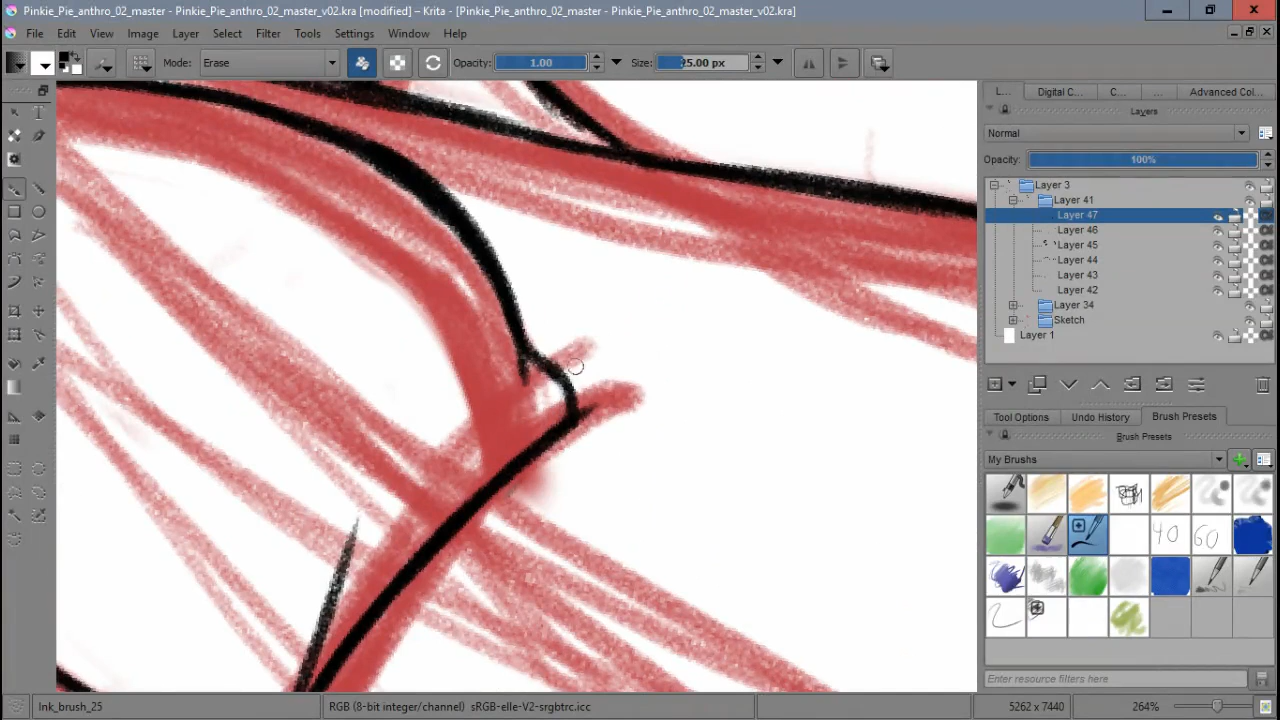 Pinkie_Pie_anthro_02_master - Pinkie_Pie_anthro_02_master_v02.kra [modified] - Krita - [Pinkie_Pie_anthro_02_master - Pinkie_Pie_anthro_02_master_v02.kra]
File Edit View Image Layer Select Filter Tools Settings Window Help
Mode: Erase Opacity: 1.00 Size: 95.00 px
L... Digital C... C... ... Advanced Col...
Layers
Normal
Opacity: 100%
Layer 3
Layer 41
Layer 47
Layer 46
Layer 45
Layer 44
Layer 43
Layer 42
Layer 34
Sketch
Layer 1
Tool Options Undo History Brush Presets
Brush Presets
My Brushes
40 60
Enter resource filters here
Ink_brush_25 RGB (8-bit integer/channel) sRGB-elle-V2-srgbtrc.icc 5262 x 7440 264%